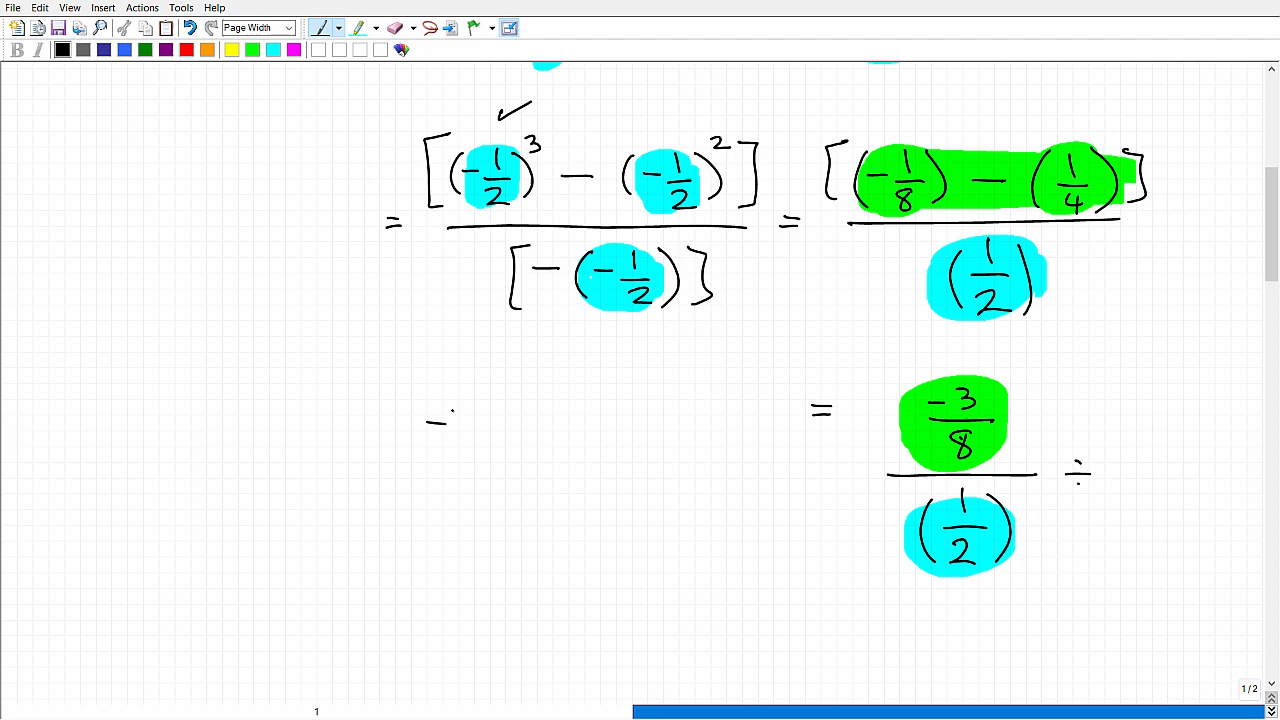 File Edit View Insert Actions Tools Help
Page Width
B I
= [(-1/2)³ - (-1/2)²] / [-(-1/2)] = [(-1/8) - (1/4)] / (1/2)
- = (-3/8) / (1/2) ÷
1/2
1